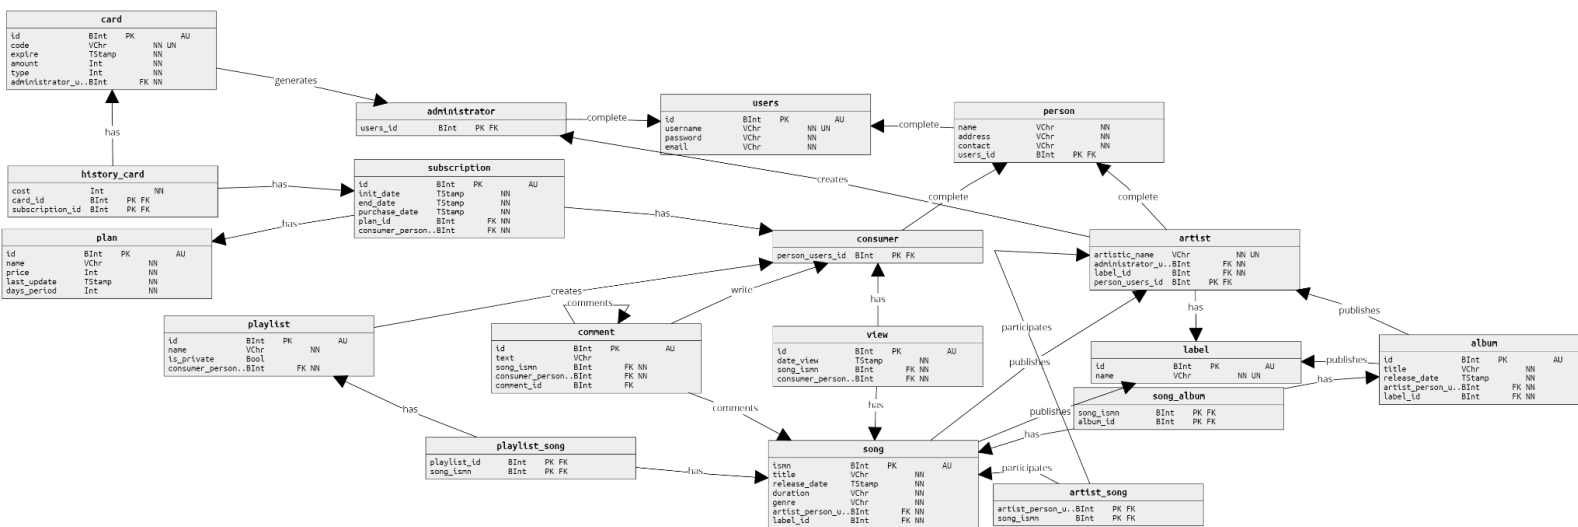 card
id BInt PK AU
code VChr NN UN
expire TStamp NN
amount Int NN
type Int NN
administrator_u..BInt FK NN
generates
has
administrator
users_id BInt PK FK
complete
users
id BInt PK AU
username VChr NN UN
password VChr NN
email VChr NN
complete
person
name VChr NN
address VChr NN
contact VChr NN
users_id BInt PK FK
history_card
cost Int NN
card_id BInt PK FK
subscription_id BInt PK FK
has
subscription
id BInt PK AU
init_date TStamp NN
end_date TStamp NN
purchase_date TStamp NN
plan_id BInt FK NN
consumer_person..BInt FK NN
has
has
creates
complete
complete
plan
id BInt PK AU
name VChr NN
price Int NN
last_update TStamp NN
days_period Int NN
consumer
person_users_id BInt PK FK
artist
artistic_name VChr NN UN
administrator_u..BInt FK NN
label_id BInt FK NN
person_users_id BInt PK FK
creates
comments
write
has
participates
has
publishes
playlist
id BInt PK AU
name VChr NN
is_private Bool
consumer_person..BInt FK NN
comment
id BInt PK AU
text VChr
song_ismn BInt FK NN
consumer_person..BInt FK NN
comment_id BInt FK
view
id BInt PK AU
date_view TStamp NN
song_ismn BInt FK NN
consumer_person..BInt FK NN
publishes
label
id BInt PK AU
name VChr NN UN
publishes
album
id BInt PK AU
title VChr NN
release_date TStamp NN
artist_person_u..BInt FK NN
label_id BInt FK NN
has
song_album
song_ismn BInt PK FK
album_id BInt PK FK
has
comments
has
publishes
has
playlist_song
playlist_id BInt PK FK
song_ismn BInt PK FK
has
song
ismn BInt PK AU
title VChr NN
release_date TStamp NN
duration VChr NN
genre VChr NN
artist_person_u..BInt FK NN
label_id BInt FK NN
participates
artist_song
artist_person_u..BInt PK FK
song_ismn BInt PK FK